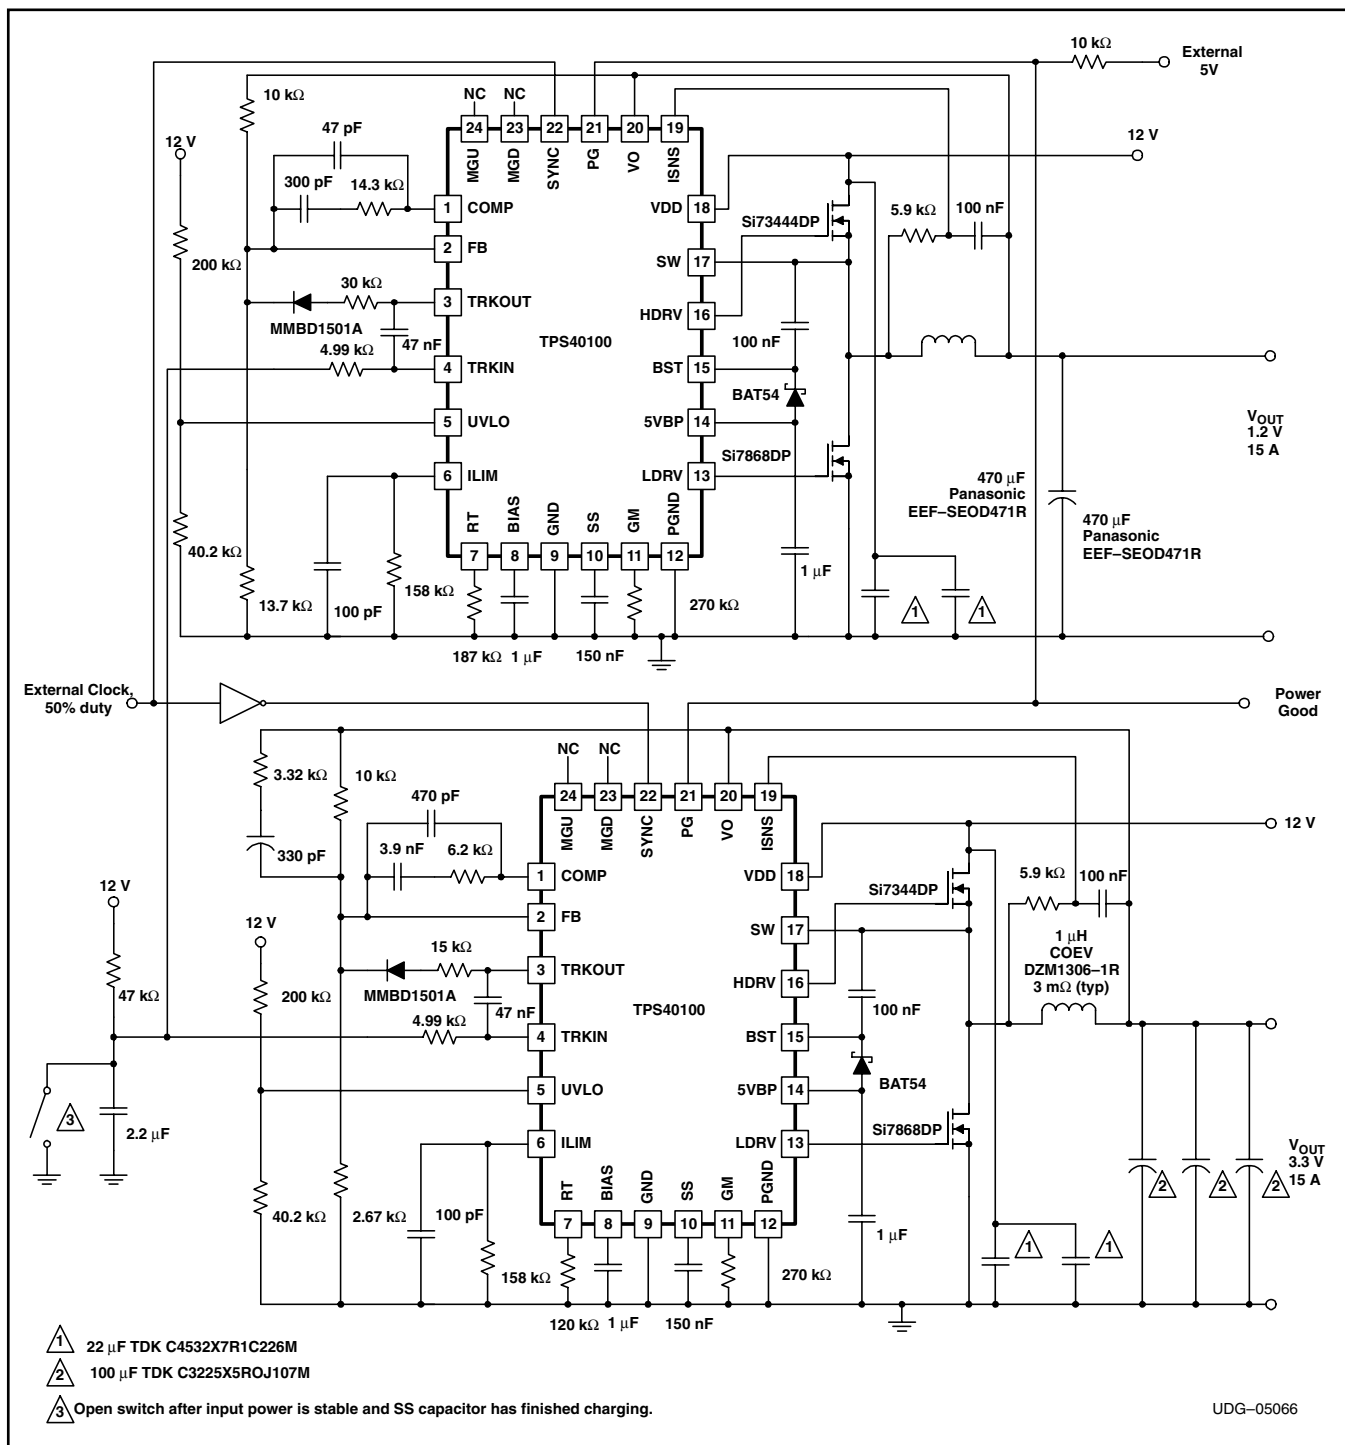 10 kΩ
External
5V
10 kΩ
NC
NC
47 pF
24
23
22
21
20
19
12 V
12 V
MGU
MGD
SYNC
PG
VO
ISNS
300 pF
14.3 kΩ
1
COMP
VDD
18
Si73444DP
5.9 kΩ
100 nF
2
FB
200 kΩ
SW
17
30 kΩ
3
TRKOUT
HDRV
16
MMBD1501A
TPS40100
47 nF
100 nF
4.99 kΩ
4
TRKIN
BST
15
BAT54
5
UVLO
5VBP
14
VOUT
1.2 V
15 A
Si7868DP
6
ILIM
LDRV
13
470 μF
Panasonic
EEF–SEOD471R
470 μF
Panasonic
EEF–SEOD471R
RT
BIAS
GND
SS
GM
PGND
40.2 kΩ
7
8
9
10
11
12
1 μF
13.7 kΩ
100 pF
158 kΩ
270 kΩ
1
1
187 kΩ
1 μF
150 nF
External Clock,
50% duty
Power
Good
3.32 kΩ
10 kΩ
NC
NC
470 pF
24
23
22
21
20
19
MGU
MGD
SYNC
PG
VO
ISNS
12 V
330 pF
3.9 nF
6.2 kΩ
1
COMP
VDD
18
Si7344DP
5.9 kΩ
100 nF
12 V
2
FB
12 V
SW
17
1 μH
COEV
DZM1306–1R
3 mΩ (typ)
15 kΩ
3
TRKOUT
HDRV
16
47 kΩ
200 kΩ
MMBD1501A
47 nF
TPS40100
100 nF
4.99 kΩ
4
TRKIN
BST
15
BAT54
5
UVLO
5VBP
14
3
2.2 μF
6
ILIM
LDRV
13
Si7868DP
VOUT
3.3 V
15 A
2
2
2
RT
BIAS
GND
SS
GM
PGND
40.2 kΩ
2.67 kΩ
100 pF
7
8
9
10
11
12
1 μF
1
1
158 kΩ
270 kΩ
120 kΩ
1 μF
150 nF
1 22 μF TDK C4532X7R1C226M
2 100 μF TDK C3225X5ROJ107M
3 Open switch after input power is stable and SS capacitor has finished charging.
UDG–05066